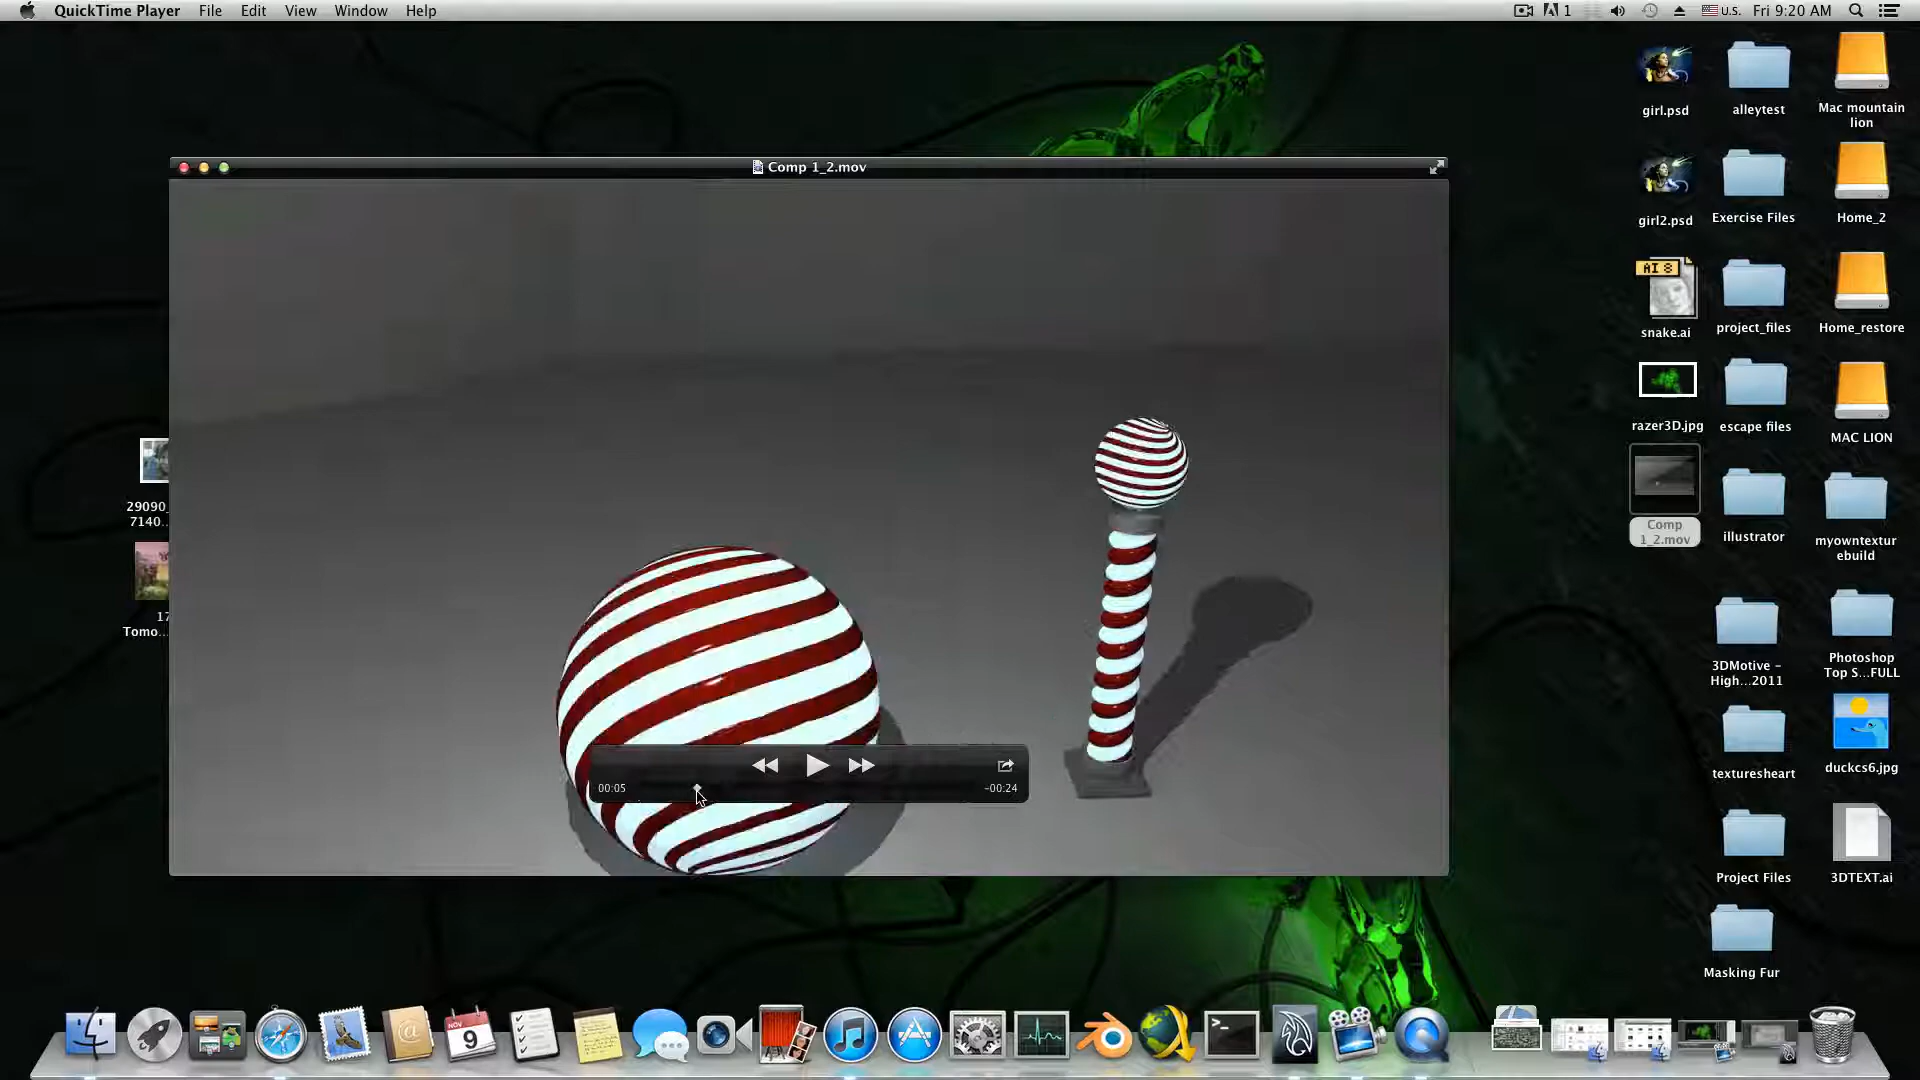 QuickTime Player File Edit View Window Help
1 U.S. Fri 9:20 AM
Comp 1_2.mov
00:05
-00:24
29090_
7140...
17
Tomo...
girl.psd
alleytest
Mac mountain
lion
girl2.psd
Exercise Files
Home_2
AI 8
snake.ai
project_files
Home_restore
razer3D.jpg
escape files
MAC LION
Comp
1_2.mov
illustrator
myowntextur
ebuild
3DMotive -
High...2011
Photoshop
Top S...FULL
texturesheart
duckcs6.jpg
Project Files
3DTEXT.ai
Masking Fur
NOV
9